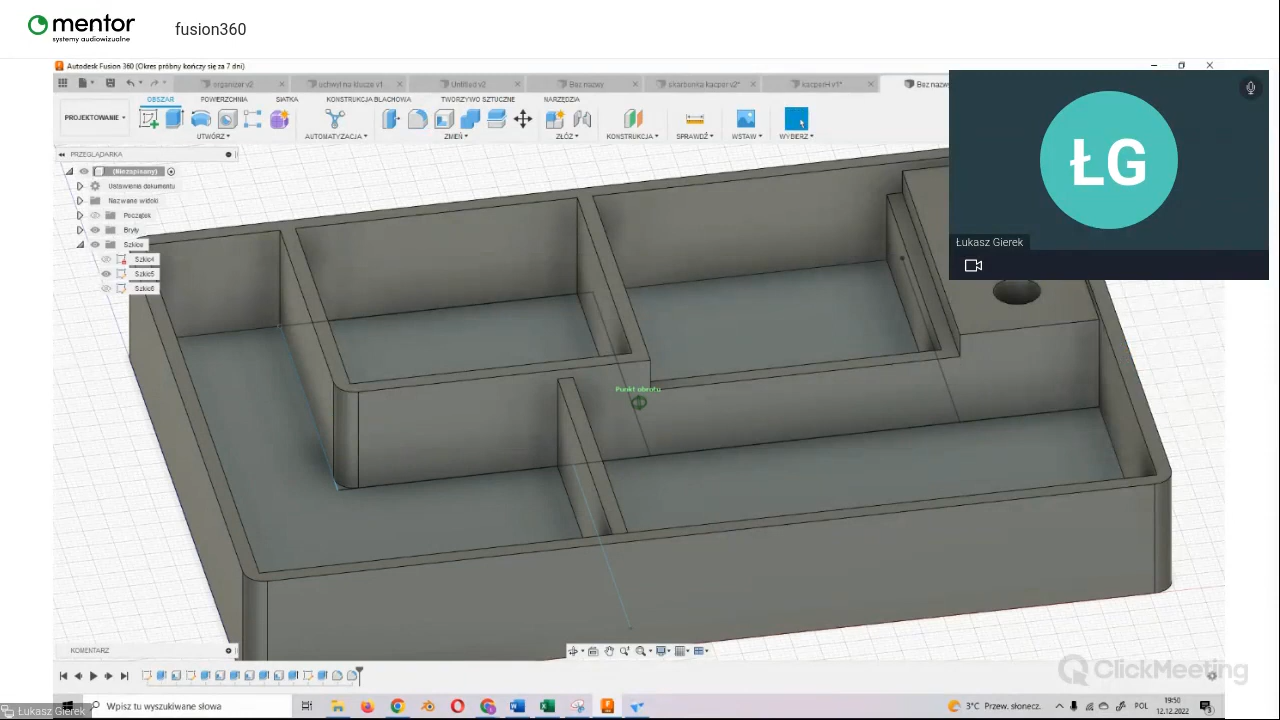 mentor
systemy audiowizualne
fusion360
Autodesk Fusion 360 (Okres próbny kończy się za 7 dni)
organizer v2
uchwyt na klucze v1
Untitled v2
Bez nazwy
skarbonka kacper v2*
kacperH v1*
Bez nazw
PROJEKTOWANIE
OBSZAR
POWIERZCHNIA
SIATKA
KONSTRUKCJA BLACHOWA
TWORZYWO SZTUCZNE
NARZĘDZIA
UTWÓRZ
AUTOMATYZACJA
ZMIEŃ
ZŁÓŻ
KONSTRUKCJA
SPRAWDŹ
WSTAW
WYBIERZ
PRZEGLĄDARKA
(Niezapisany)
Ustawienia dokumentu
Nazwane widoki
Początek
Bryły
Szkice
Szkic4
Szkic5
Szkic6
ŁG
Łukasz Gierek
Punkt obrotu
KOMENTARZ
ClickMeeting
Łukasz Gierek
Wpisz tu wyszukiwane słowa
3°C Przew. słonecz.
POL
19:50
12.12.2022
3